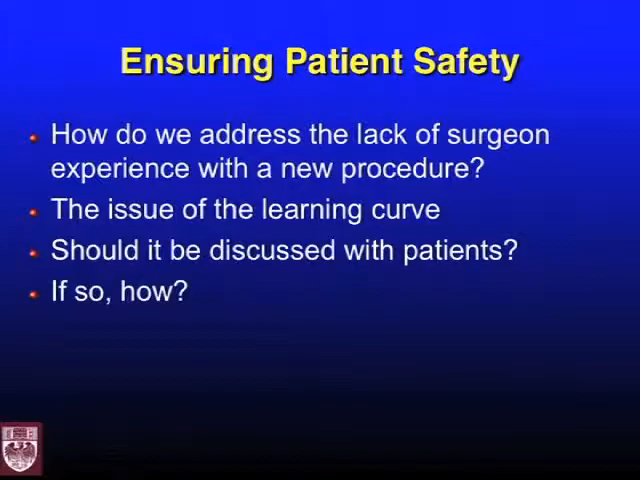 Ensuring Patient Safety
How do we address the lack of surgeon
experience with a new procedure?
The issue of the learning curve
Should it be discussed with patients?
If so, how?